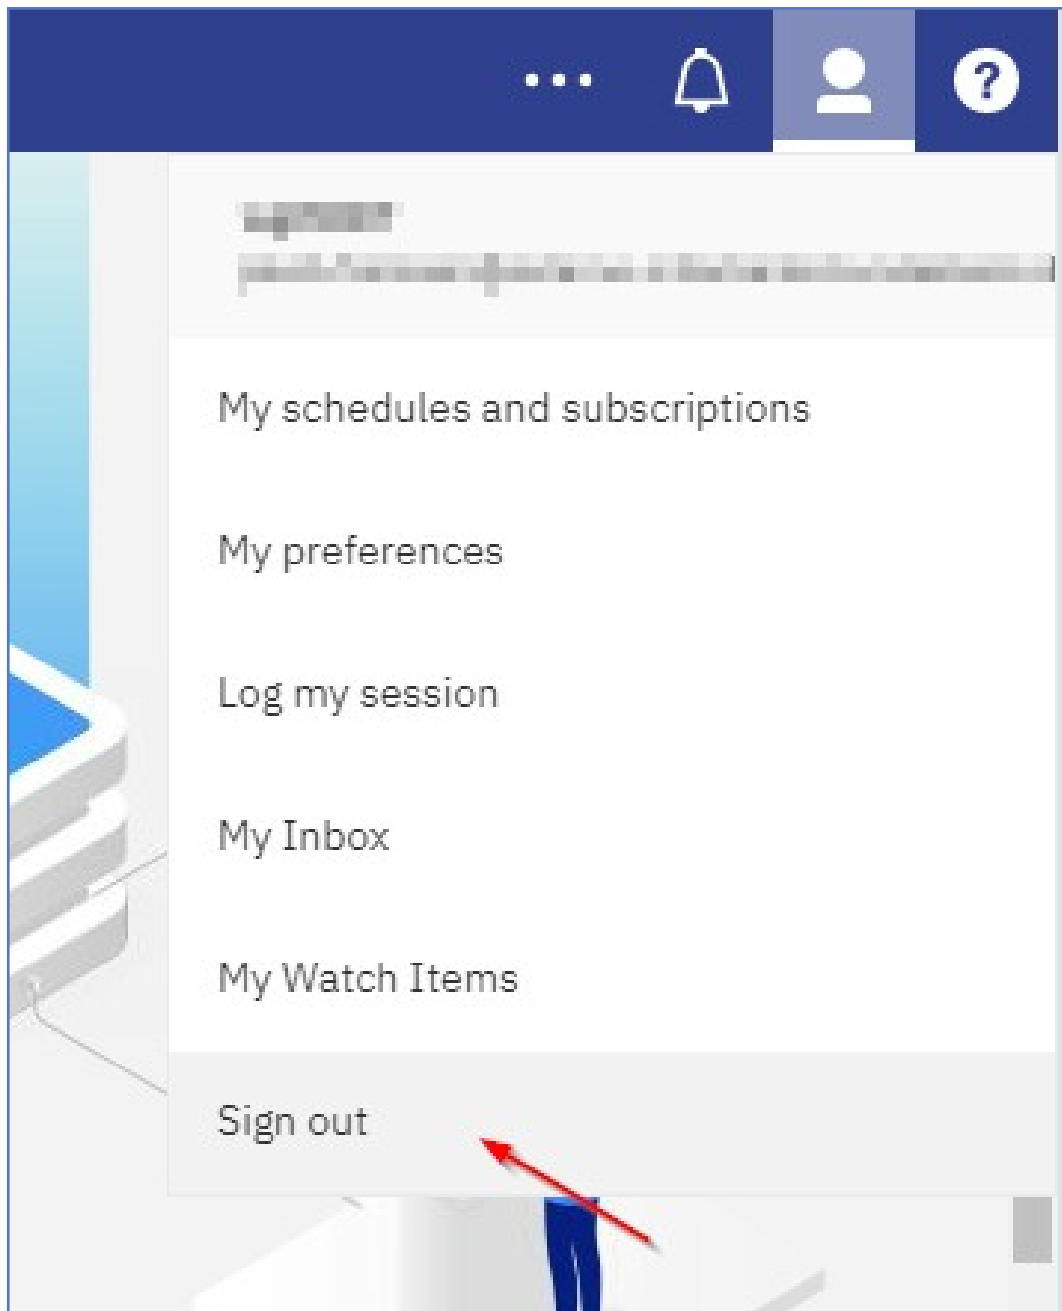 My schedules and subscriptions
My preferences
Log my session
My Inbox
My Watch Items
Sign out